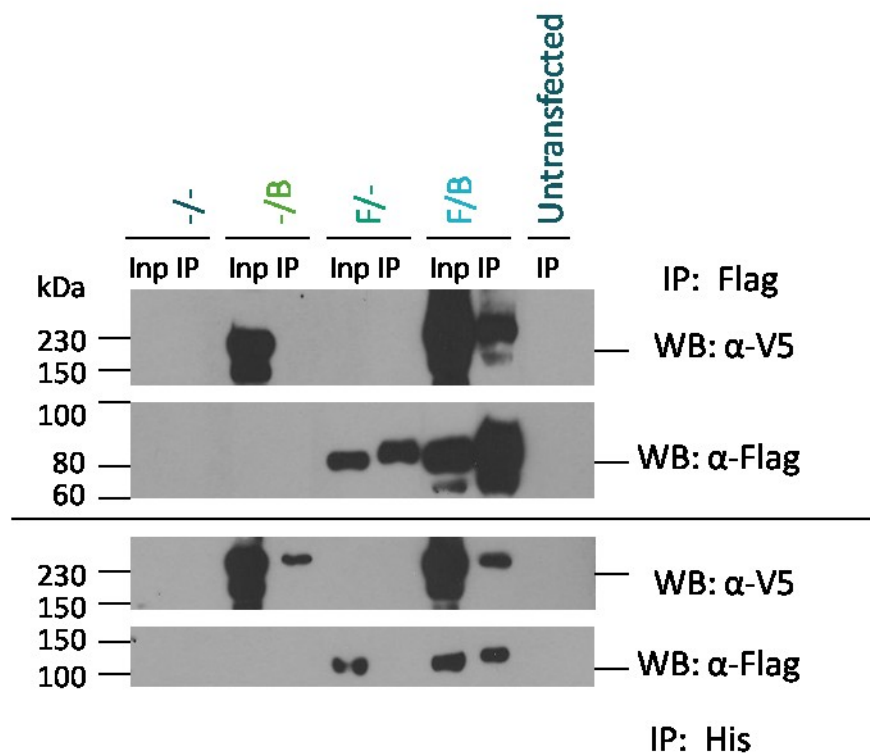 -/- -/B F/- F/B Untransfected
Inp IP Inp IP Inp IP Inp IP IP
kDa
IP: Flag
230
150
WB: α-V5
100
80
60
WB: α-Flag
230
150
WB: α-V5
150
100
WB: α-Flag
IP: His